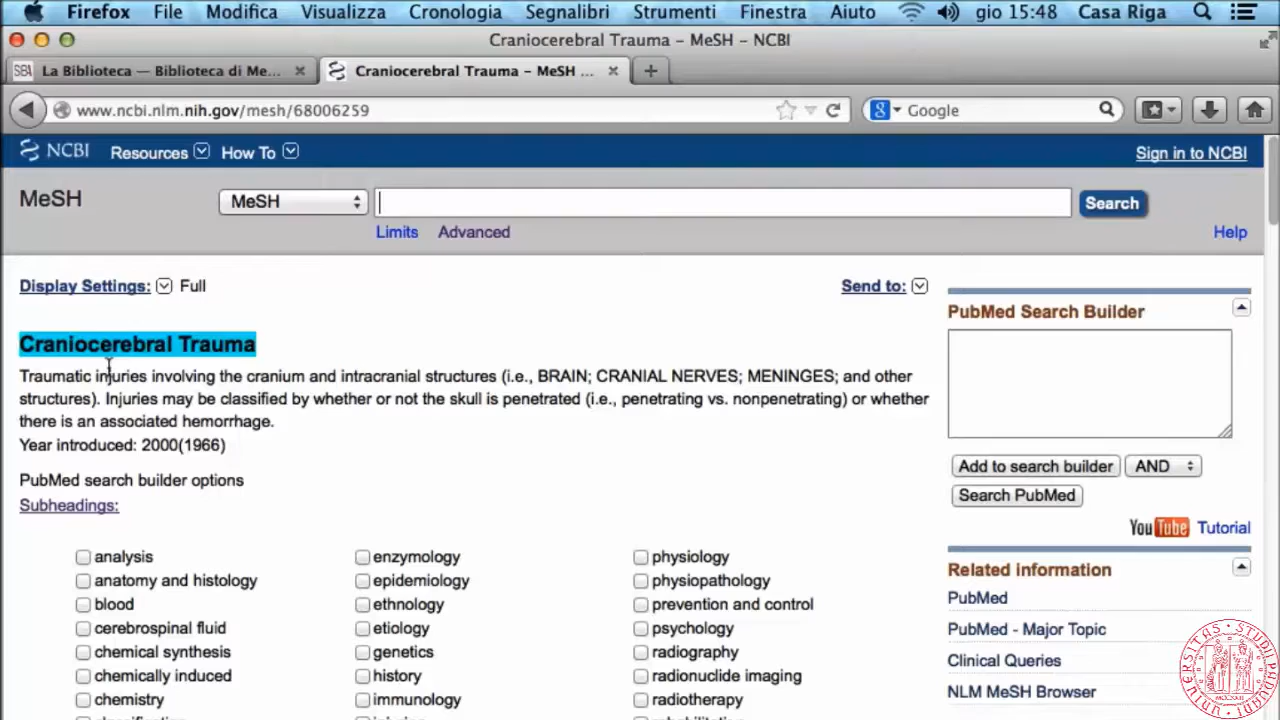 Firefox File Modifica Visualizza Cronologia Segnalibri Strumenti Finestra Aiuto gio 15:48 Casa Riga
Craniocerebral Trauma – MeSH – NCBI
SBA La Biblioteca — Biblioteca di Me... Craniocerebral Trauma – MeSH ...
www.ncbi.nlm.nih.gov/mesh/68006259 Google
NCBI Resources How To Sign in to NCBI
MeSH MeSH Search
Limits Advanced Help
Display Settings: Full Send to:
PubMed Search Builder
Craniocerebral Trauma
Traumatic injuries involving the cranium and intracranial structures (i.e., BRAIN; CRANIAL NERVES; MENINGES; and other
structures). Injuries may be classified by whether or not the skull is penetrated (i.e., penetrating vs. nonpenetrating) or whether
there is an associated hemorrhage.
Year introduced: 2000(1966)
Add to search builder AND
PubMed search builder options
Search PubMed
Subheadings:
YouTube Tutorial
analysis enzymology physiology
Related information
anatomy and histology epidemiology physiopathology
PubMed
blood ethnology prevention and control
cerebrospinal fluid etiology psychology
PubMed - Major Topic
chemical synthesis genetics radiography
Clinical Queries
chemically induced history radionuclide imaging
NLM MeSH Browser
chemistry immunology radiotherapy